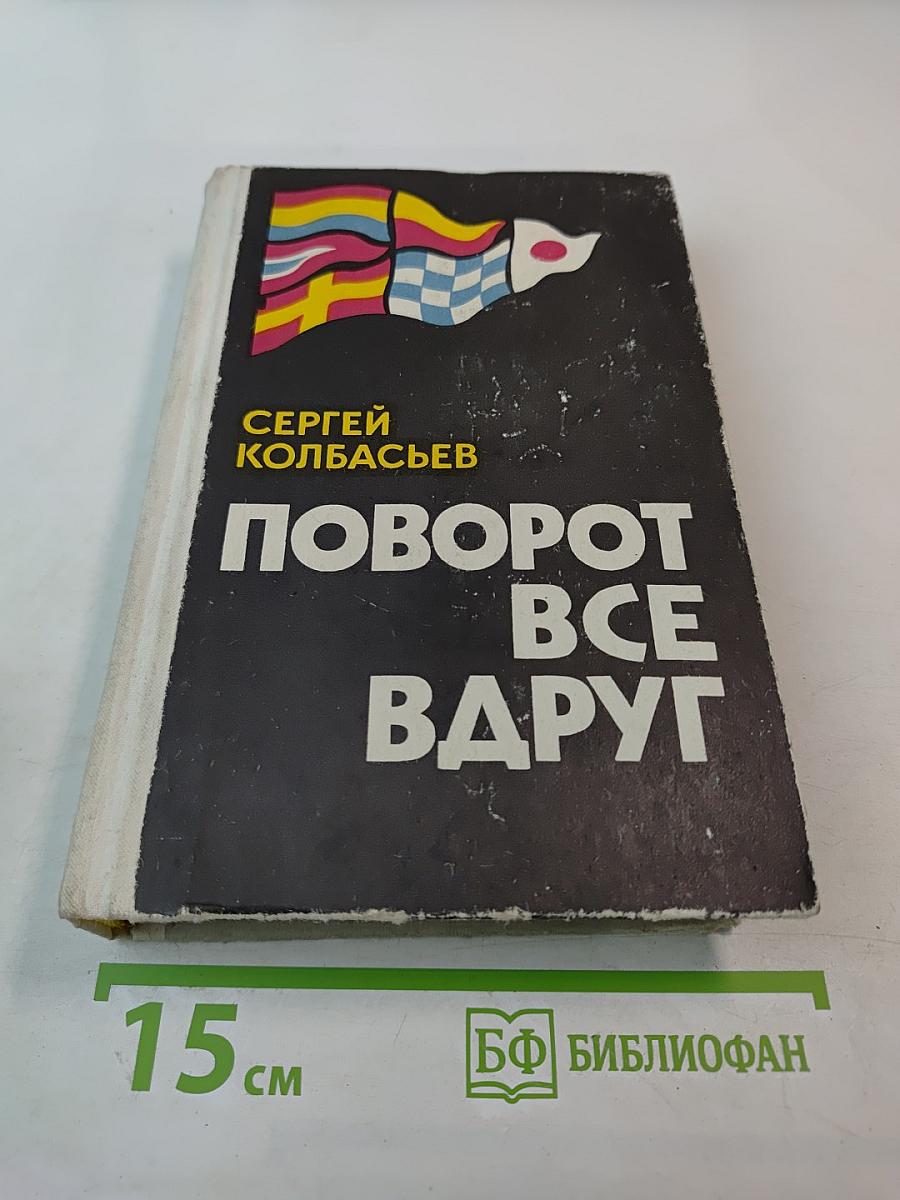 СЕРГЕЙ
КОЛБАСЬЕВ
ПОВОРОТ
ВСЕ
ВДРУГ
15 см
БФ БИБЛИОФАН